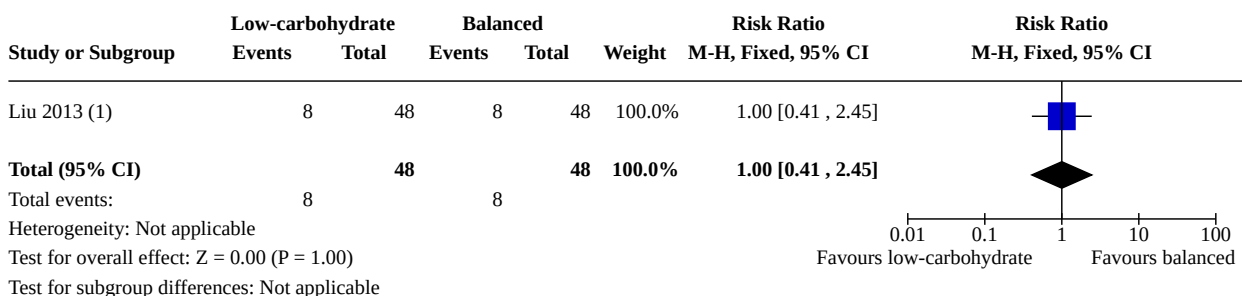 Low-carbohydrate Balanced Risk Ratio Risk Ratio
Study or Subgroup Events Total Events Total Weight M-H, Fixed, 95% CI M-H, Fixed, 95% CI
Liu 2013 (1) 8 48 8 48 100.0% 1.00 [0.41 , 2.45]
Total (95% CI) 48 48 100.0% 1.00 [0.41 , 2.45]
Total events: 8 8
Heterogeneity: Not applicable
0.01 0.1 1 10 100
Test for overall effect: Z = 0.00 (P = 1.00) Favours low-carbohydrate Favours balanced
Test for subgroup differences: Not applicable